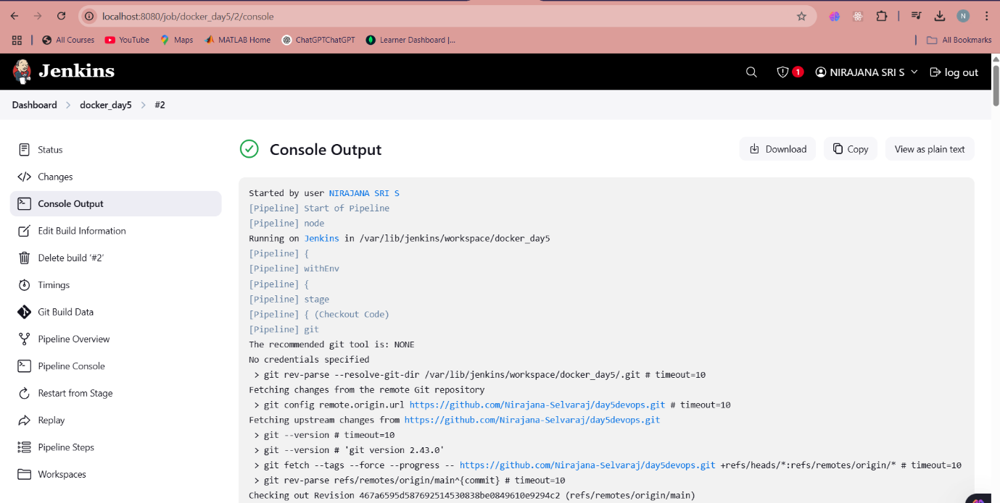 localhost:8080/job/docker_day5/2/console
N
All Courses YouTube Maps MATLAB Home ChatGPTChatGPT Learner Dashboard |... All Bookmarks
Jenkins
1 NIRAJANA SRI S log out
Dashboard > docker_day5 > #2
Status
Changes
Console Output
Edit Build Information
Delete build ‘#2’
Timings
Git Build Data
Pipeline Overview
Pipeline Console
Restart from Stage
Replay
Pipeline Steps
Workspaces
Console Output
Download Copy View as plain text
Started by user NIRAJANA SRI S
[Pipeline] Start of Pipeline
[Pipeline] node
Running on Jenkins in /var/lib/jenkins/workspace/docker_day5
[Pipeline] {
[Pipeline] withEnv
[Pipeline] {
[Pipeline] stage
[Pipeline] { (Checkout Code)
[Pipeline] git
The recommended git tool is: NONE
No credentials specified
> git rev-parse --resolve-git-dir /var/lib/jenkins/workspace/docker_day5/.git # timeout=10
Fetching changes from the remote Git repository
> git config remote.origin.url https://github.com/Nirajana-Selvaraj/day5devops.git # timeout=10
Fetching upstream changes from https://github.com/Nirajana-Selvaraj/day5devops.git
> git --version # timeout=10
> git --version # 'git version 2.43.0'
> git fetch --tags --force --progress -- https://github.com/Nirajana-Selvaraj/day5devops.git +refs/heads/*:refs/remotes/origin/* # timeout=10
> git rev-parse refs/remotes/origin/main^{commit} # timeout=10
Checking out Revision 467a6595d587692514530838be0849610e9294c2 (refs/remotes/origin/main)